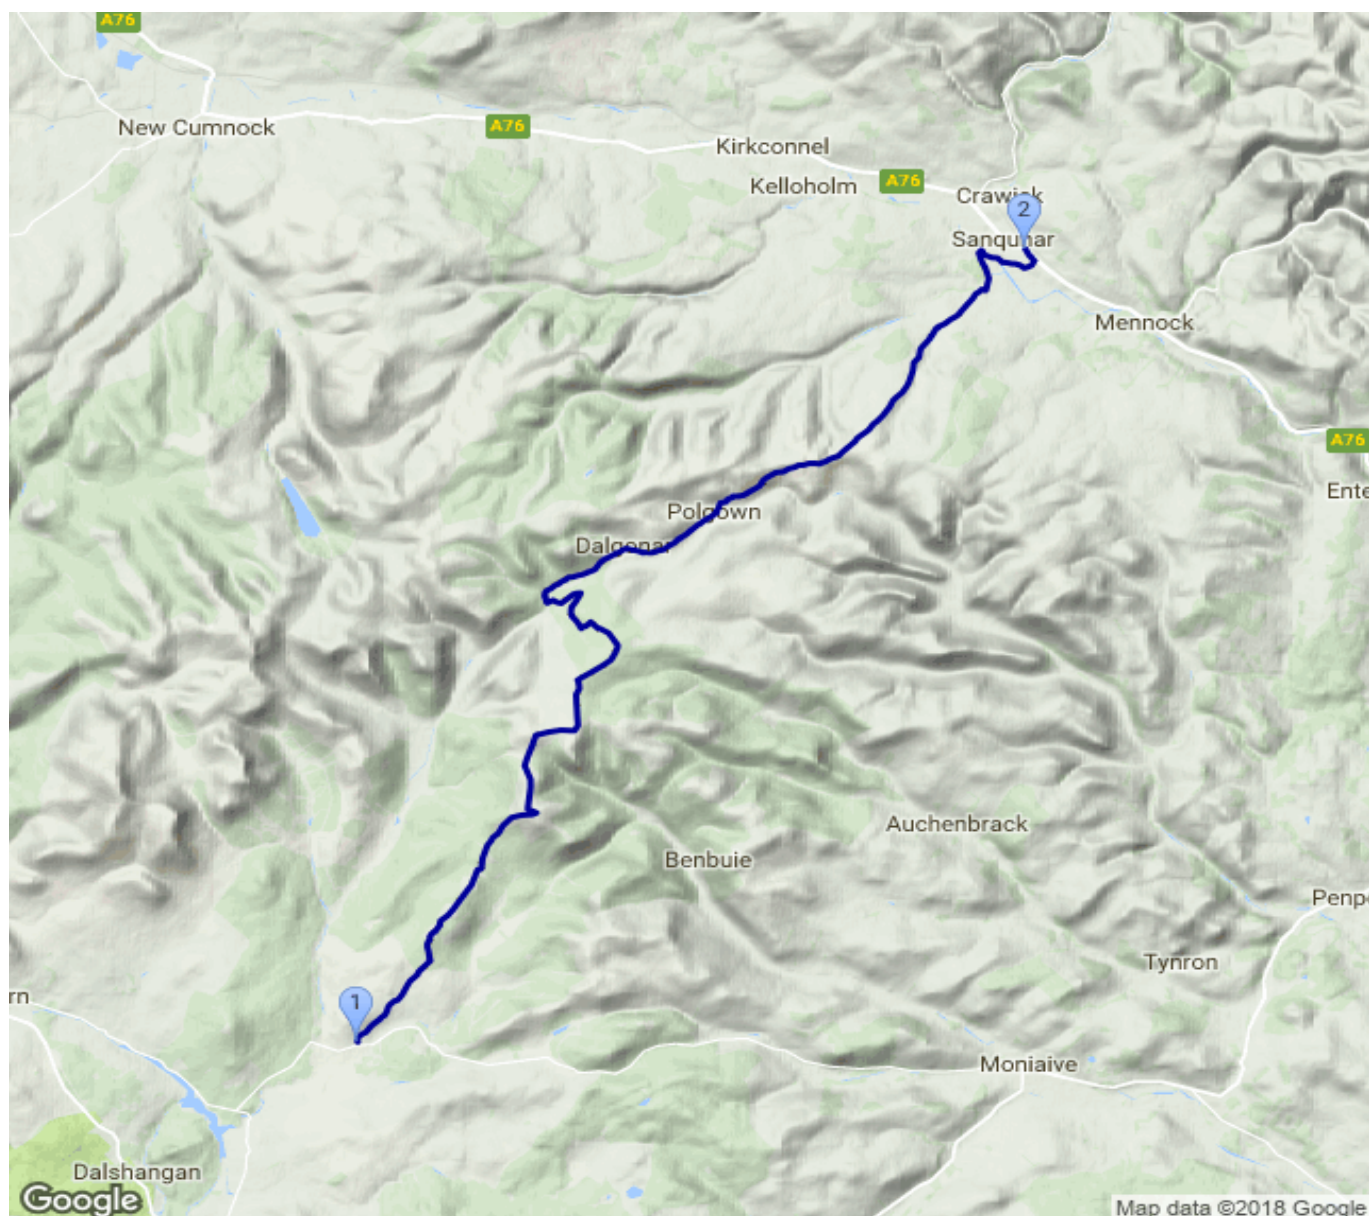 A76
New Cumnock
A76
Kirkconnel
Kelloholm
A76
Crawick
2
Sanquhar
Mennock
A76
Ente
Polgown
Dalgonar
Auchenbrack
Benbuie
Penpo
Tynron
rn
1
Moniaive
Dalshangan
Google
Map data ©2018 Google